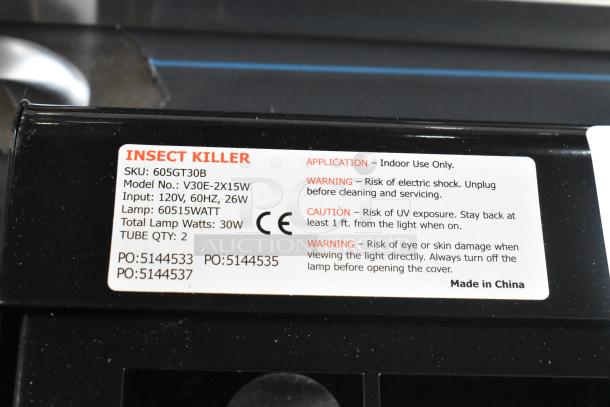 INSECT KILLER
SKU: 605GT30B
Model No.: V30E-2X15W
Input: 120V, 60HZ, 26W
Lamp: 60515WATT
Total Lamp Watts: 30W
TUBE QTY: 2
PO:5144533 PO:5144535
PO:5144537
CE
APPLICATION – Indoor Use Only.
WARNING – Risk of electric shock. Unplug
before cleaning and servicing.
CAUTION – Risk of UV exposure. Stay back at
least 1 ft. from the light when on.
WARNING – Risk of eye or skin damage when
viewing the light directlly. Always turn off the
lamp before opening the cover.
Made in China